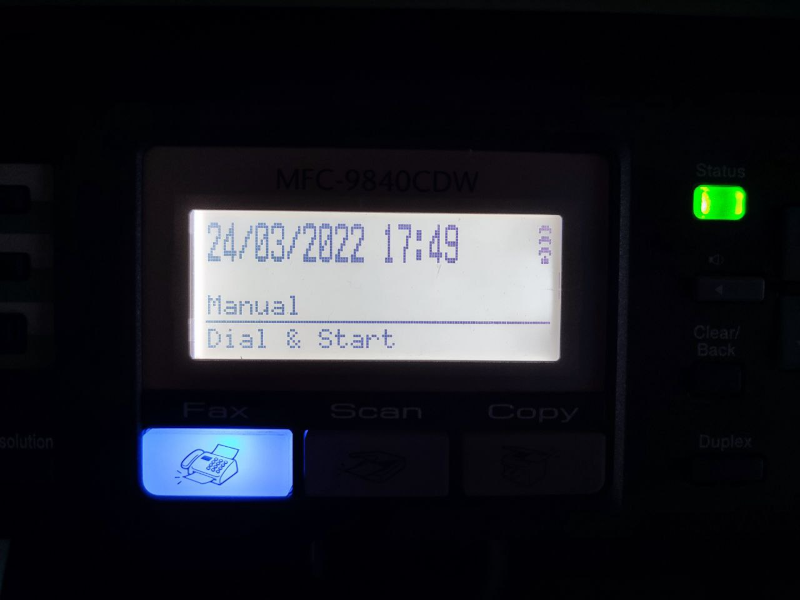 MFC-9840CDW
Status
24/03/2022 17:49
Manual
Dial & Start
Clear/
Back
Fax Scan Copy
solution
Duplex